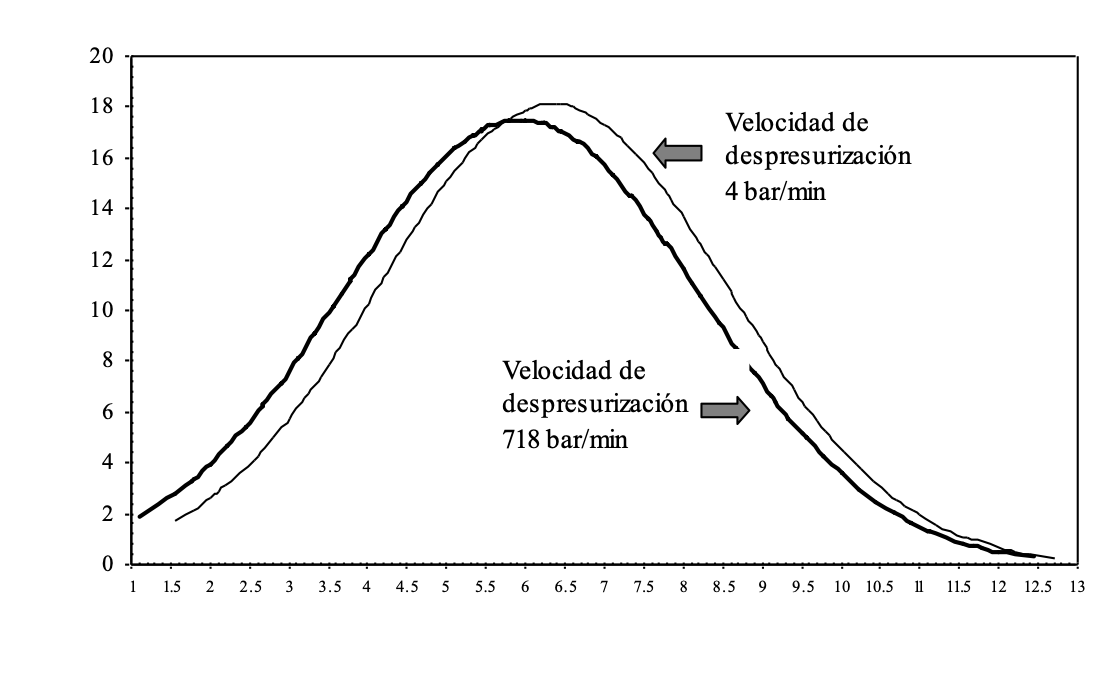 20
18
16
14
12
10
8
6
4
2
0
Velocidad de
despresurización
4 bar/min
Velocidad de
despresurización
718 bar/min
1 1.5 2 2.5 3 3.5 4 4.5 5 5.5 6 6.5 7 7.5 8 8.5 9 9.5 10 10.5 11 11.5 12 12.5 13